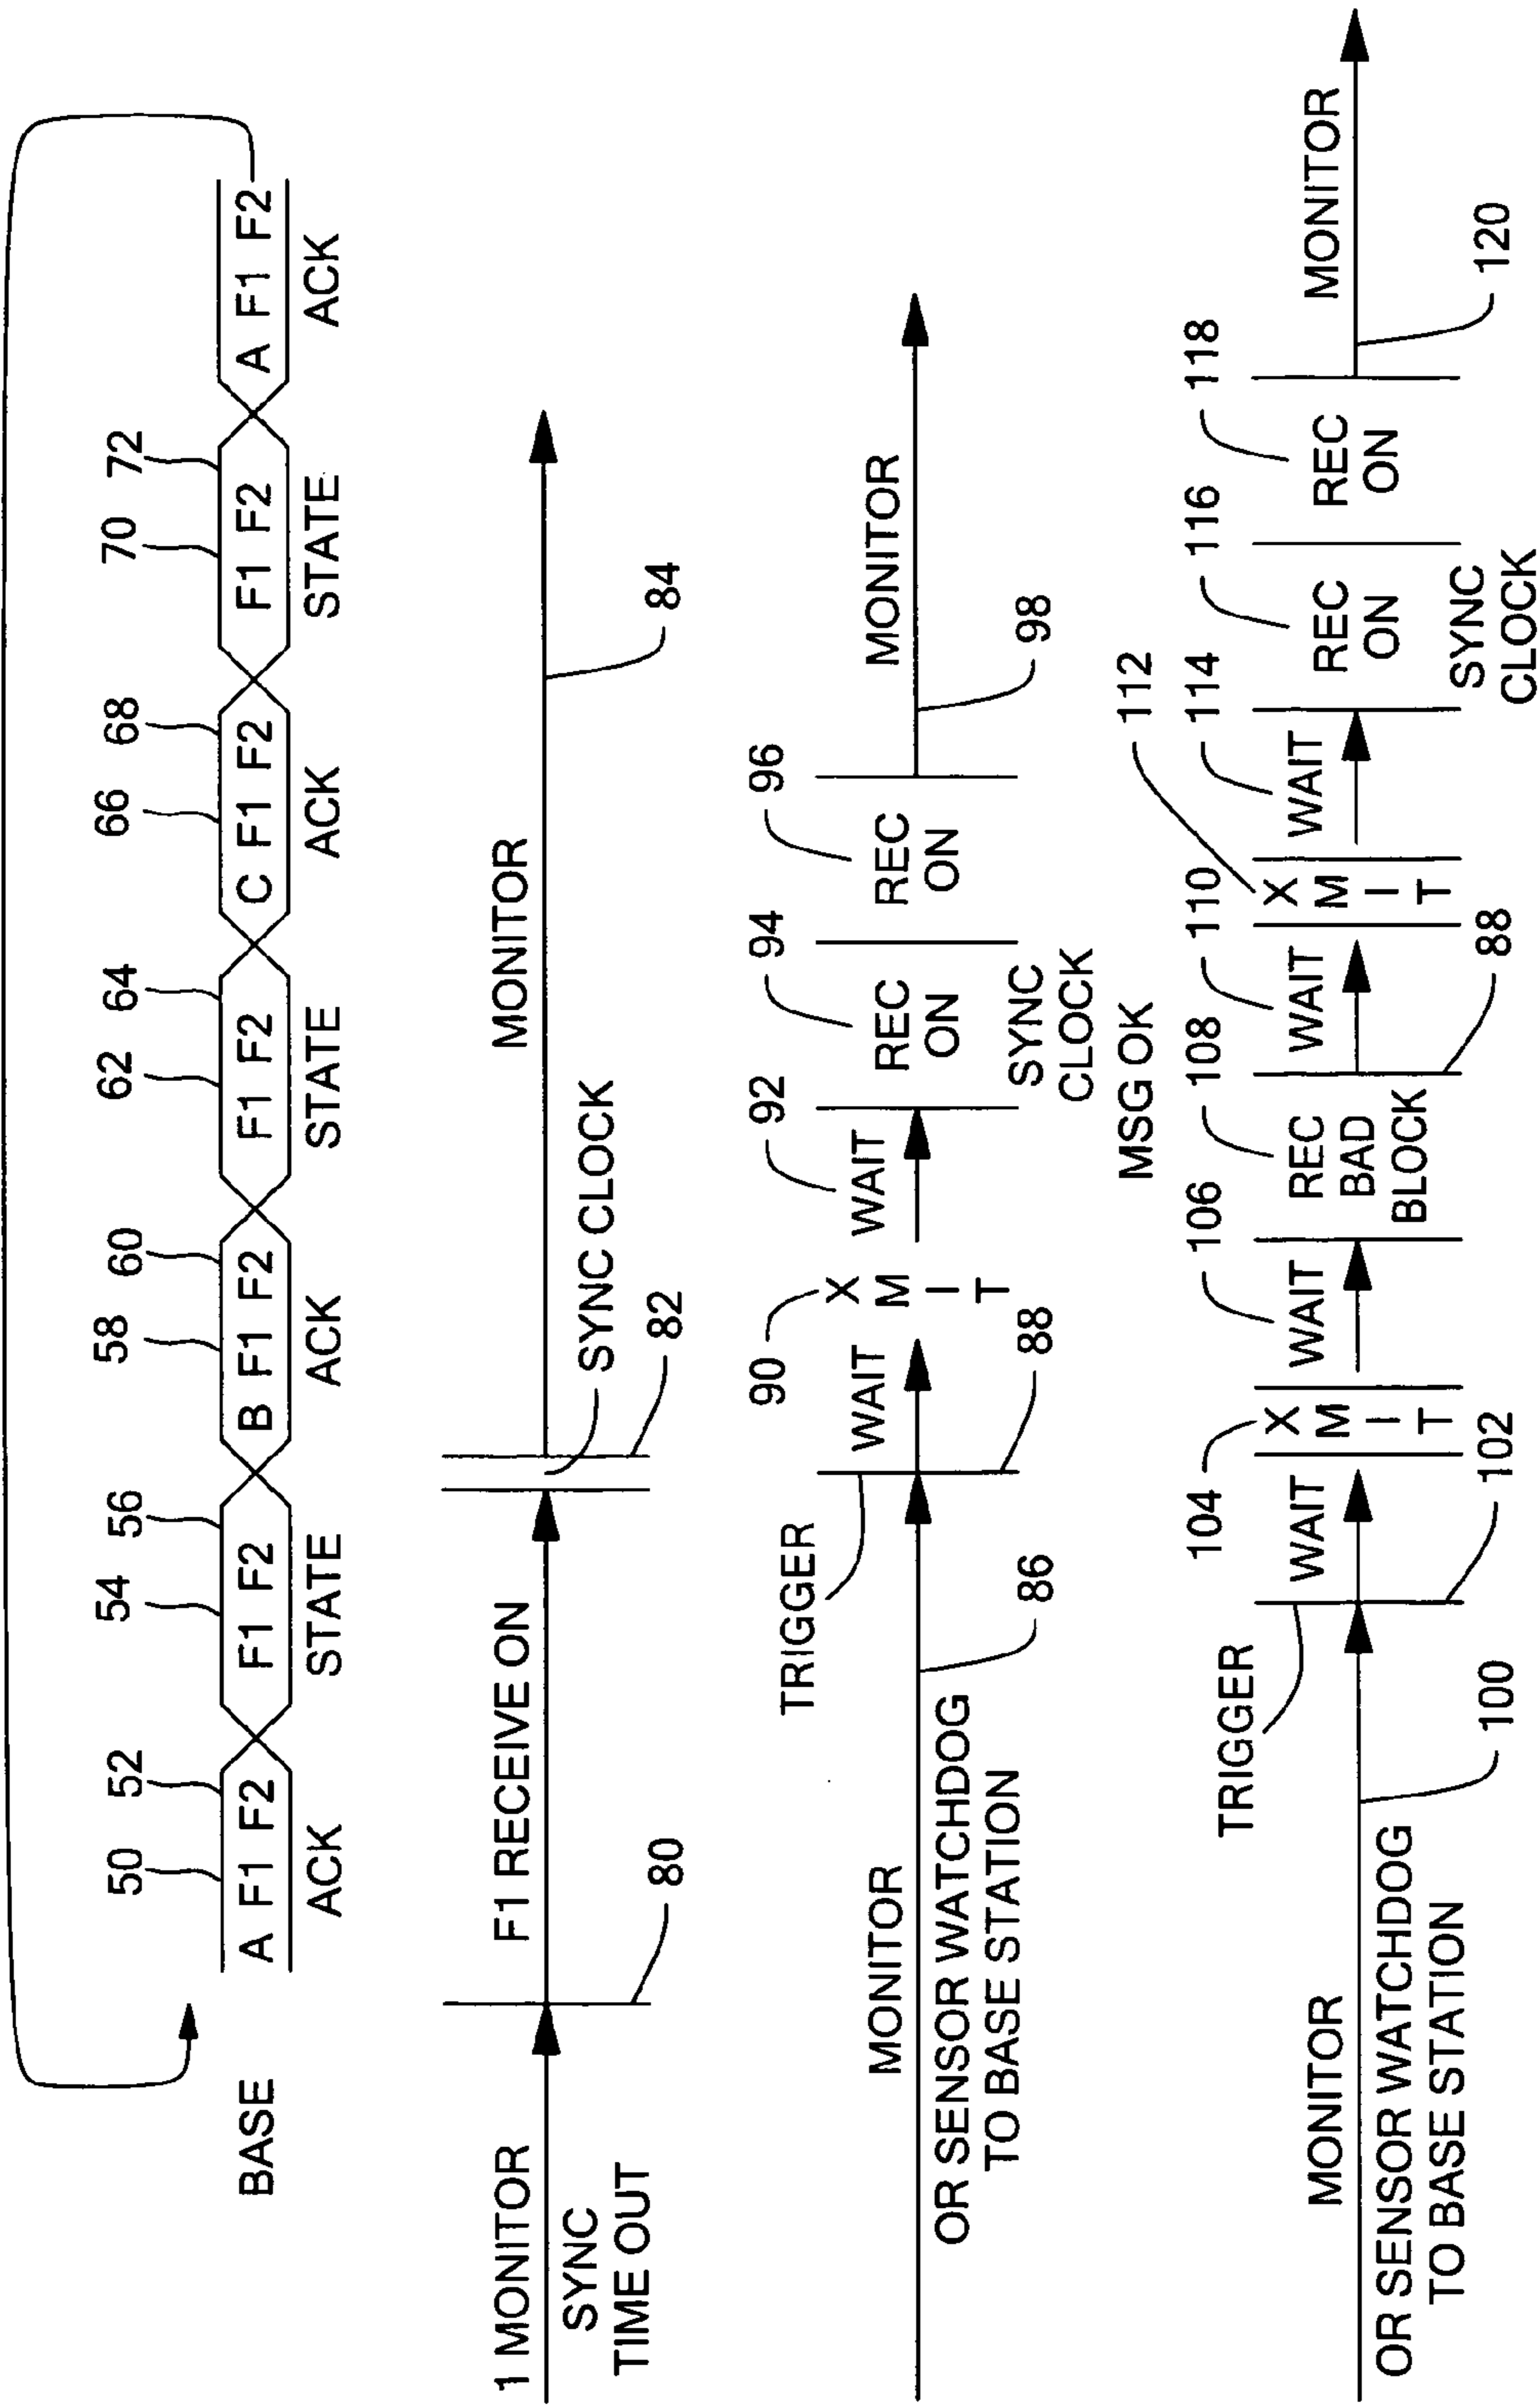 50 52 54 56 58 60 62 64 66 68 70 72
BASE
A F1 F2
F1 F2
B F1 F2
F1 F2
C F1 F2
F1 F2
A F1 F2
ACK
STATE
ACK
STATE
ACK
STATE
ACK
1 MONITOR
SYNC
TIME OUT
F1 RECEIVE ON
MONITOR
80
SYNC CLOCK
82
84
MONITOR
OR SENSOR WATCHDOG
TO BASE STATION
86
TRIGGER
WAIT
88
90
XMIT
92
WAIT
94
REC
ON
SYNC
CLOCK
MSG OK
96
REC
ON
MONITOR
98
MONITOR
OR SENSOR WATCHDOG
TO BASE STATION
100
TRIGGER
WAIT
102
104
XMIT
106
WAIT
108
REC
BAD
BLOCK
88
110
WAIT
112
XMIT
114
WAIT
116
REC
ON
SYNC
CLOCK
118
REC
ON
MONITOR
120